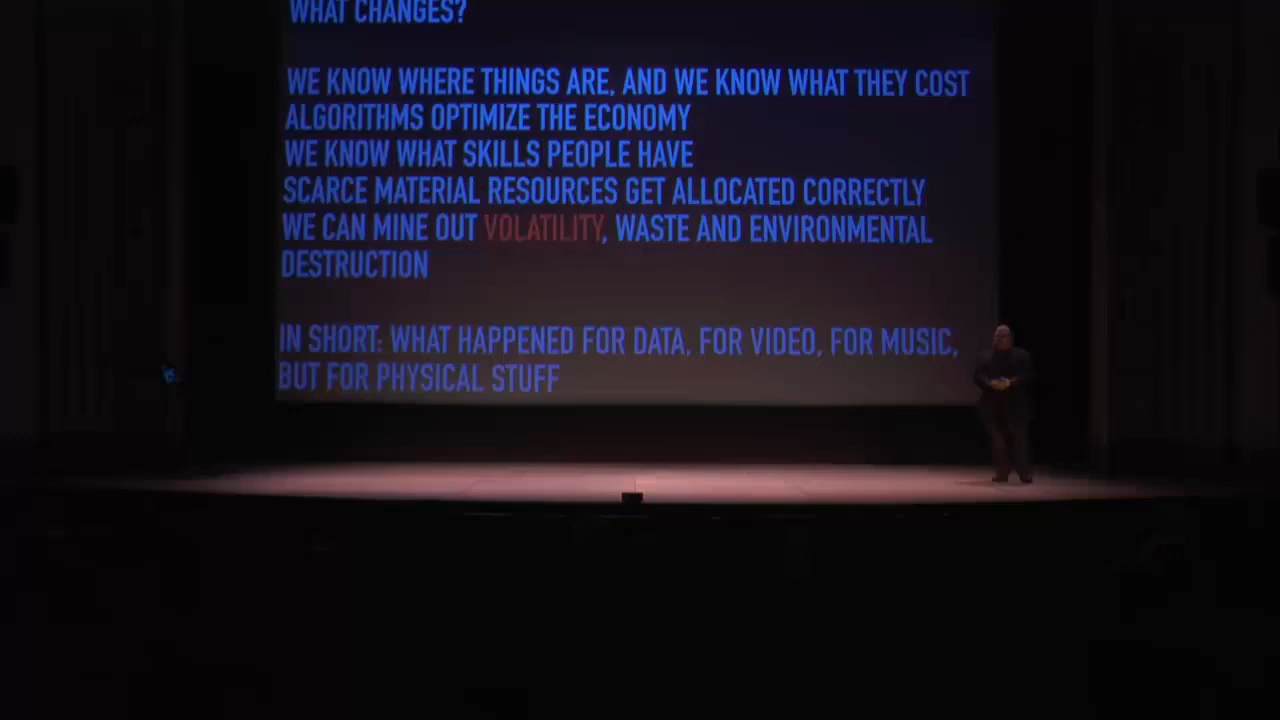 WHAT CHANGES?
WE KNOW WHERE THINGS ARE, AND WE KNOW WHAT THEY COST
ALGORITHMS OPTIMIZE THE ECONOMY
WE KNOW WHAT SKILLS PEOPLE HAVE
SCARCE MATERIAL RESOURCES GET ALLOCATED CORRECTLY
WE CAN MINE OUT VOLATILITY, WASTE AND ENVIRONMENTAL
DESTRUCTION
IN SHORT: WHAT HAPPENED FOR DATA, FOR VIDEO, FOR MUSIC,
BUT FOR PHYSICAL STUFF